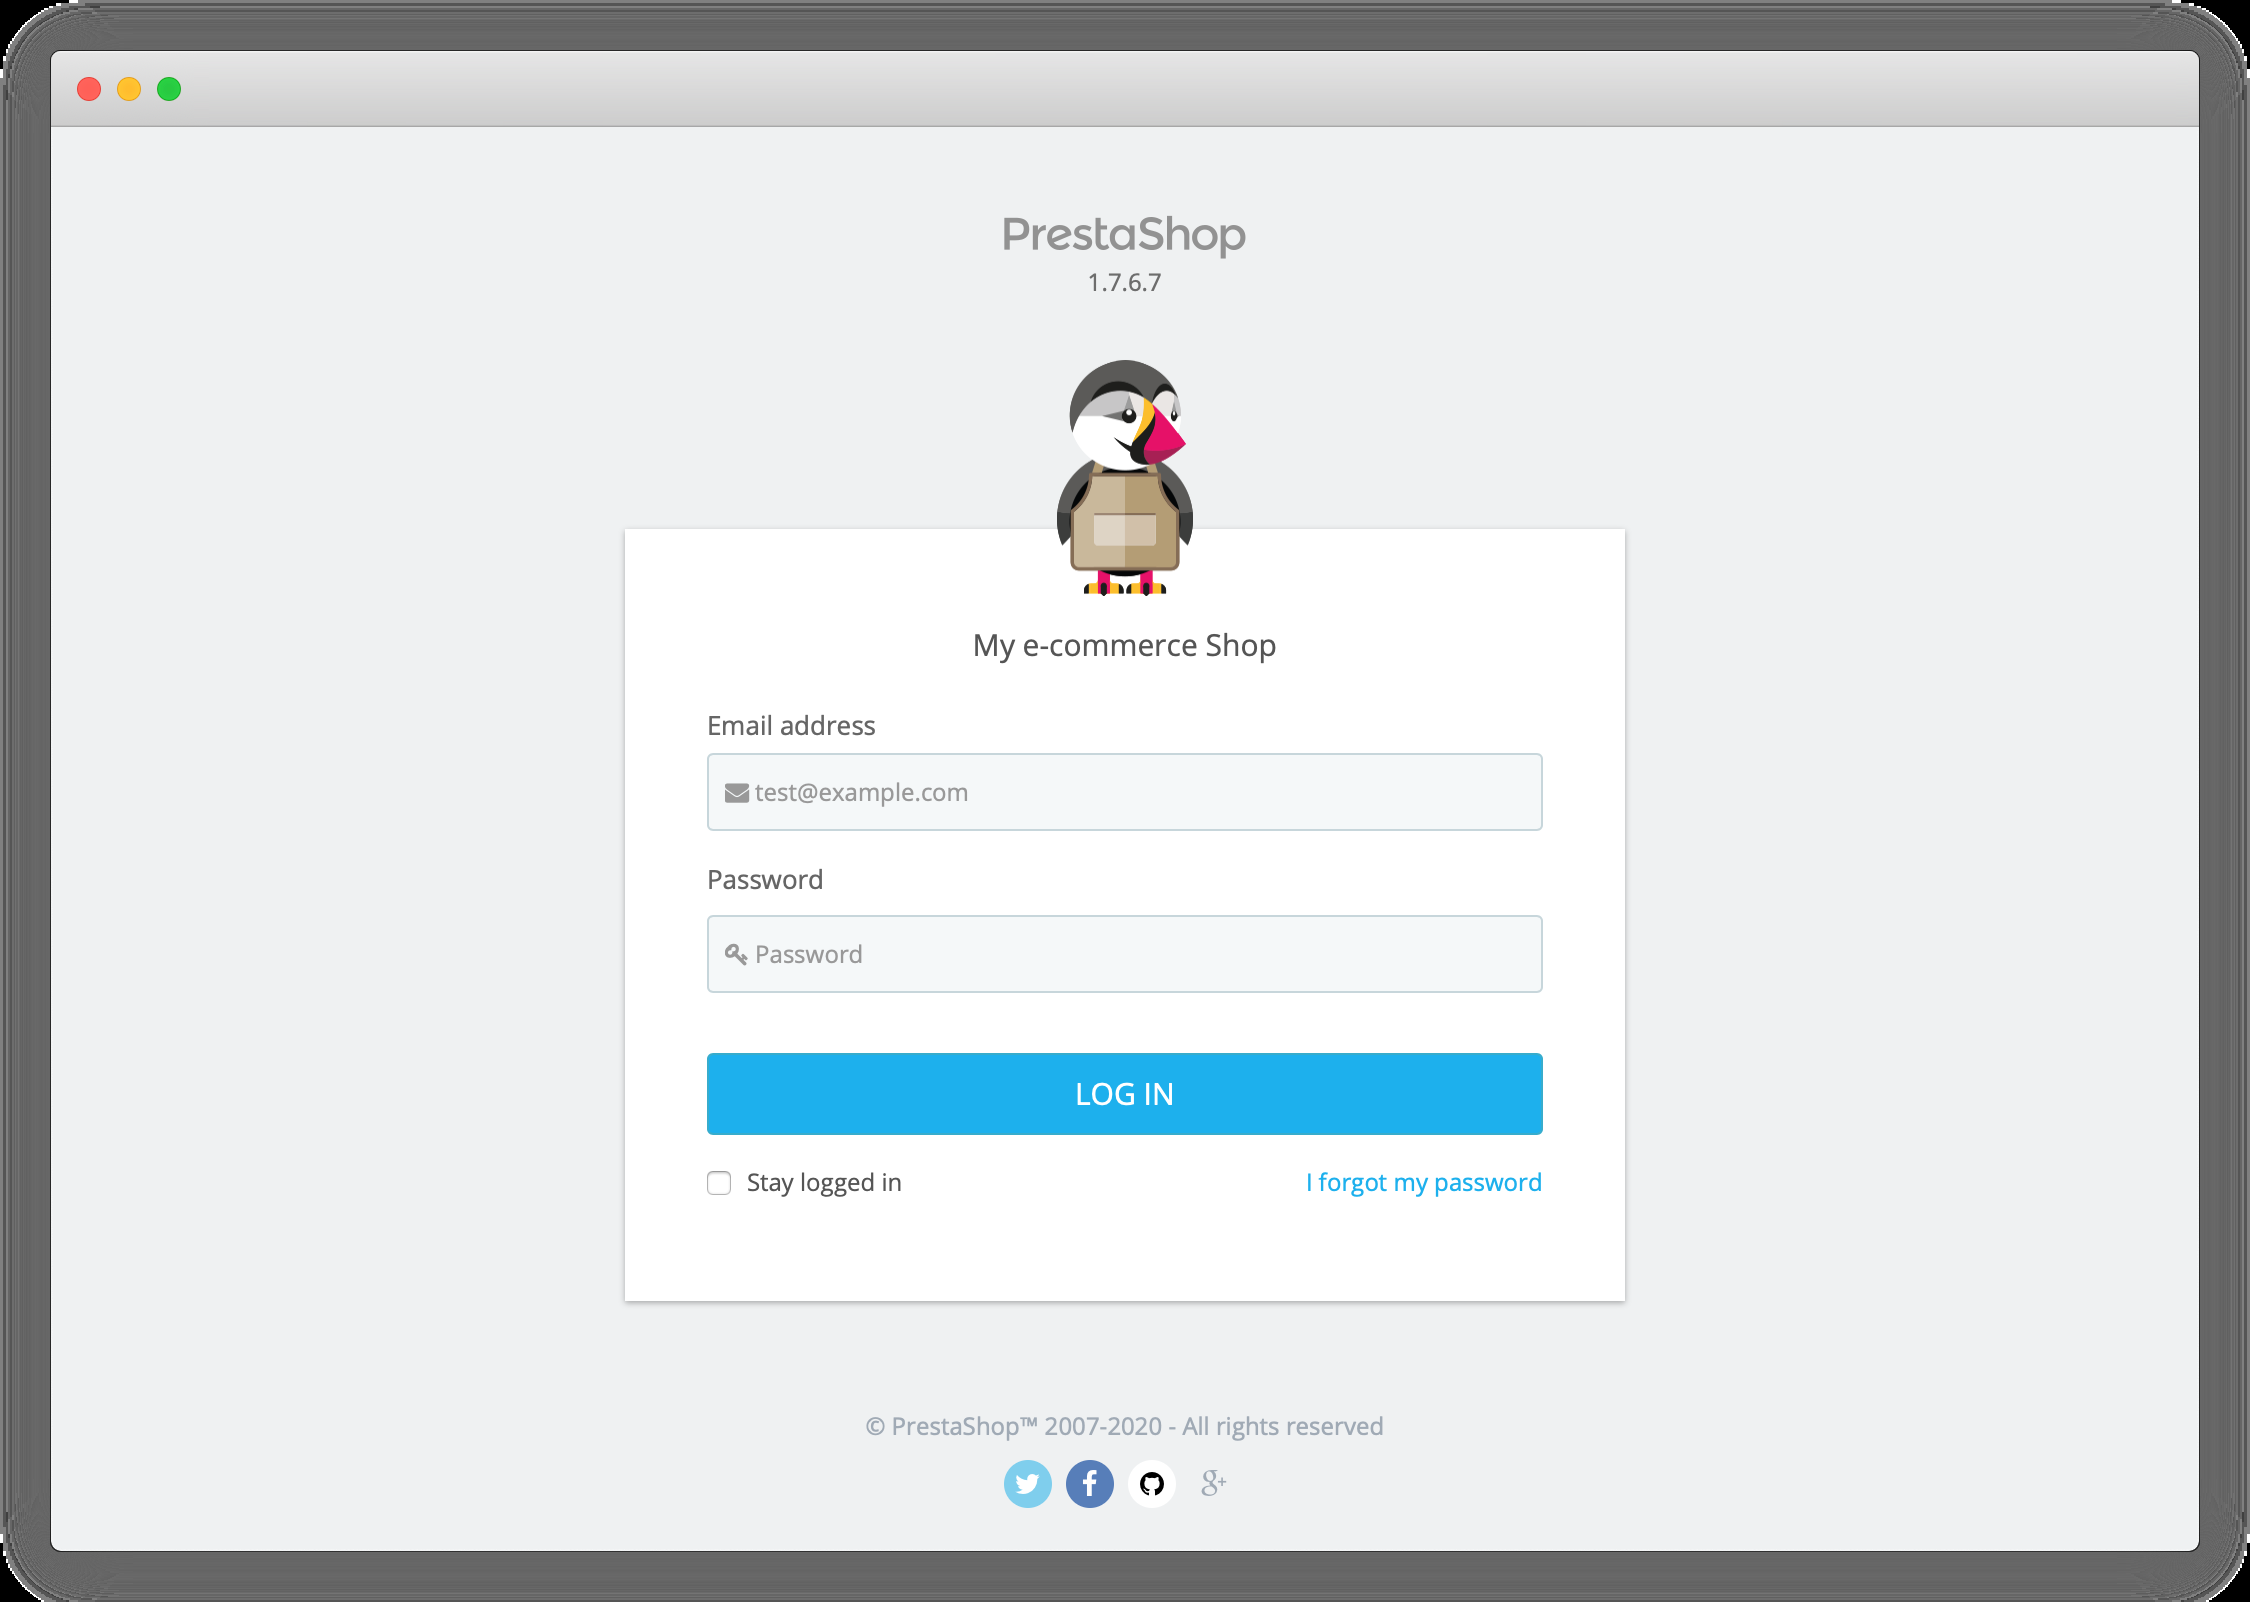 PrestaShop
1.7.6.7
My e-commerce Shop
Email address
test@example.com
Password
Password
LOG IN
Stay logged in
I forgot my password
© PrestaShop™ 2007-2020 - All rights reserved
g+